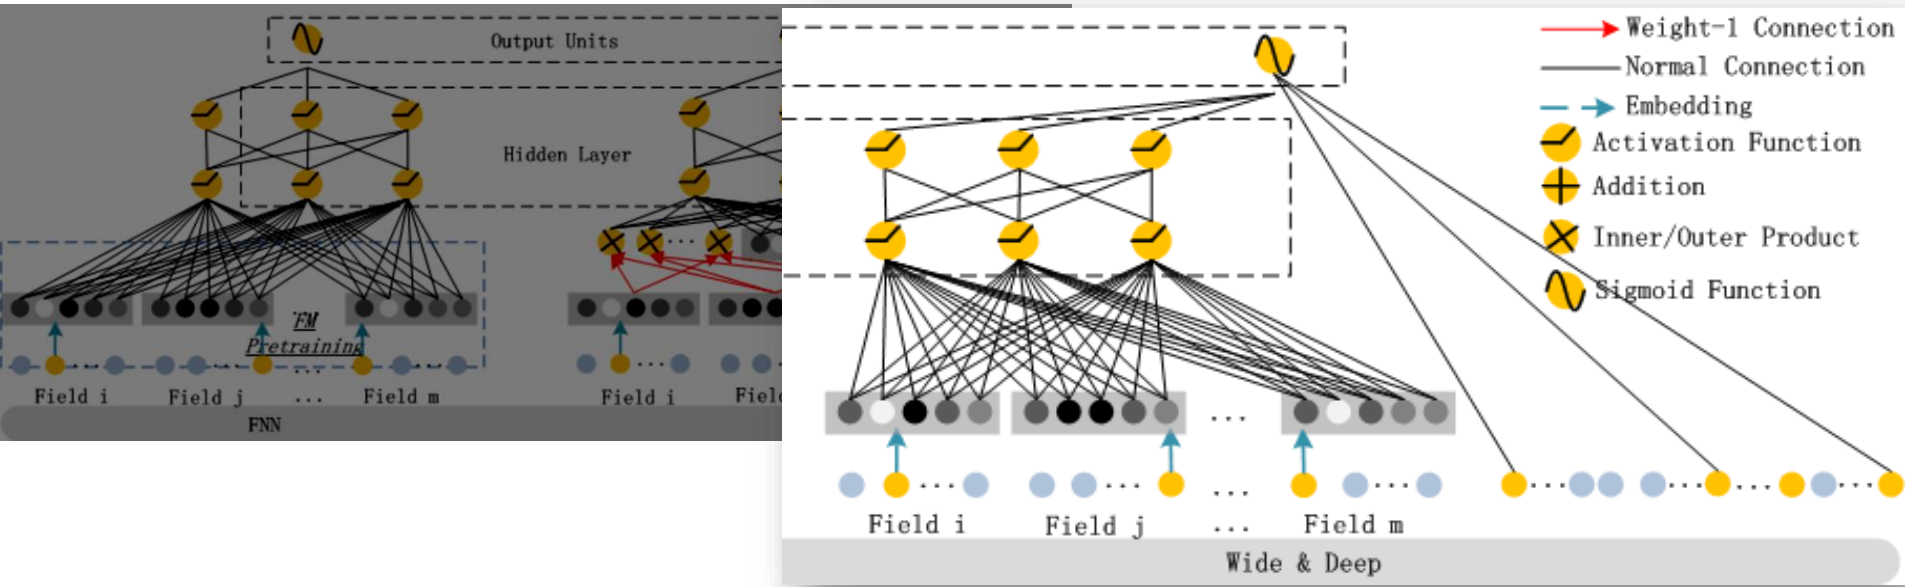 Output Units
Hidden Layer
FM
Pretraining
...
Field i
Field j
...
Field m
FNN
Field i
Weight-1 Connection
Normal Connection
Embedding
Activation Function
Addition
Inner/Outer Product
Sigmoid Function
...
Field i
Field j
...
Field m
Wide & Deep